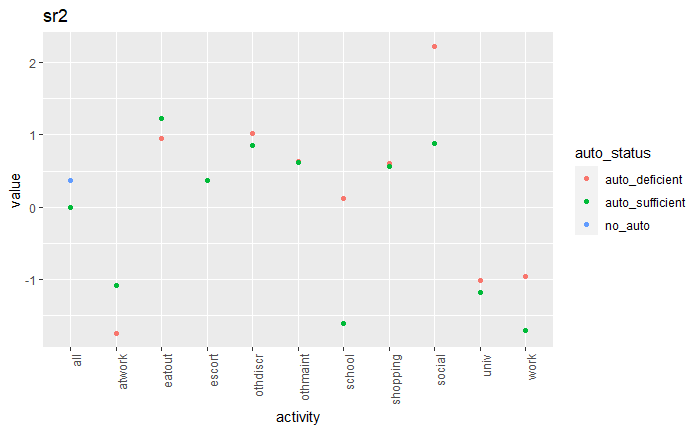 sr2
value
2
1
0
-1
all
atwork
eatout
escort
othdiscr
othmaint
school
shopping
social
univ
work
activity
auto_status
auto_deficient
auto_sufficient
no_auto